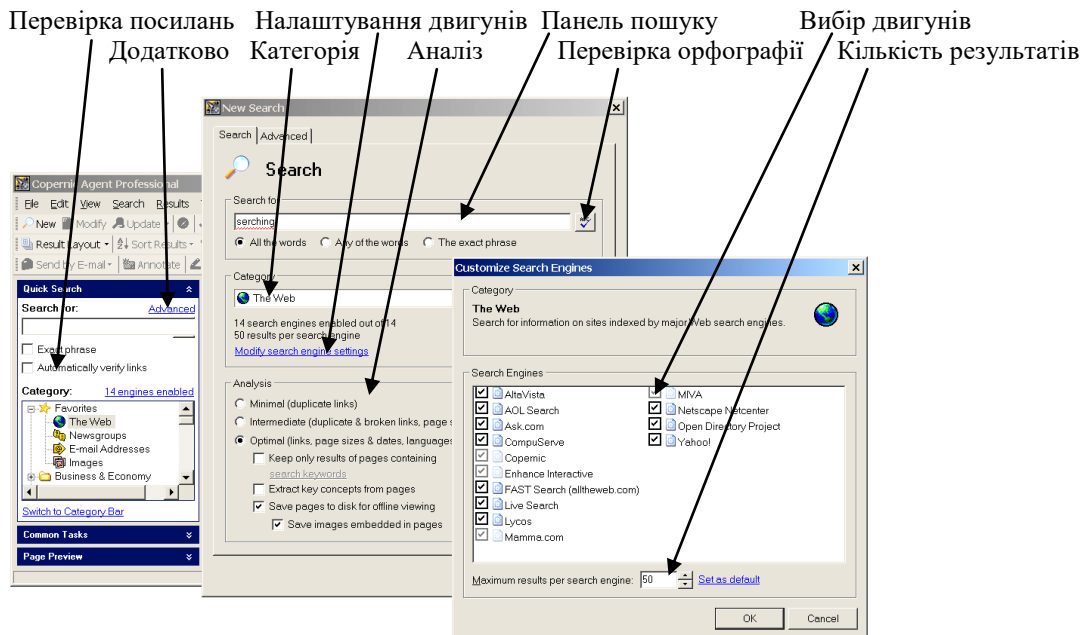 Перевірка посилань Налаштування двигунів Панель пошуку Вибір двигунів
Додатково Категорія Аналіз Перевірка орфографії Кількість результатів
New Search
Search Advanced
Search
Search for
serching
All the words Any of the words The exact phrase
Category
The Web
14 search engines enabled out of 14
50 results per search engine
Modify search engine settings
Analysis
Minimal (duplicate links)
Intermediate (duplicate & broken links, page s
Optimal (links, page sizes & dates, languages
Keep only results of pages containing
search keywords
Extract key concepts from pages
Save pages to disk for offline viewing
Save images embedded in pages
Copernic Agent Professional
File Edit View Search Results
New Modify Update
Result Layout Sort Results
Send by E-mail Annotate
Quick Search
Search for: Advanced
Exact phrase
Automatically verify links
Category: 14 engines enabled
Favorites
The Web
Newsgroups
E-mail Addresses
Images
Business & Economy
Switch to Category Bar
Common Tasks
Page Preview
Customize Search Engines
Category
The Web
Search for information on sites indexed by major Web search engines.
Search Engines
AltaVista MIVA
AOL Search Netscape Netcenter
Ask.com Open Directory Project
CompuServe Yahoo!
Copernic
Enhance Interactive
FAST Search (alltheweb.com)
Live Search
Lycos
Mamma.com
Maximum results per search engine: 50 Set as default
OK Cancel